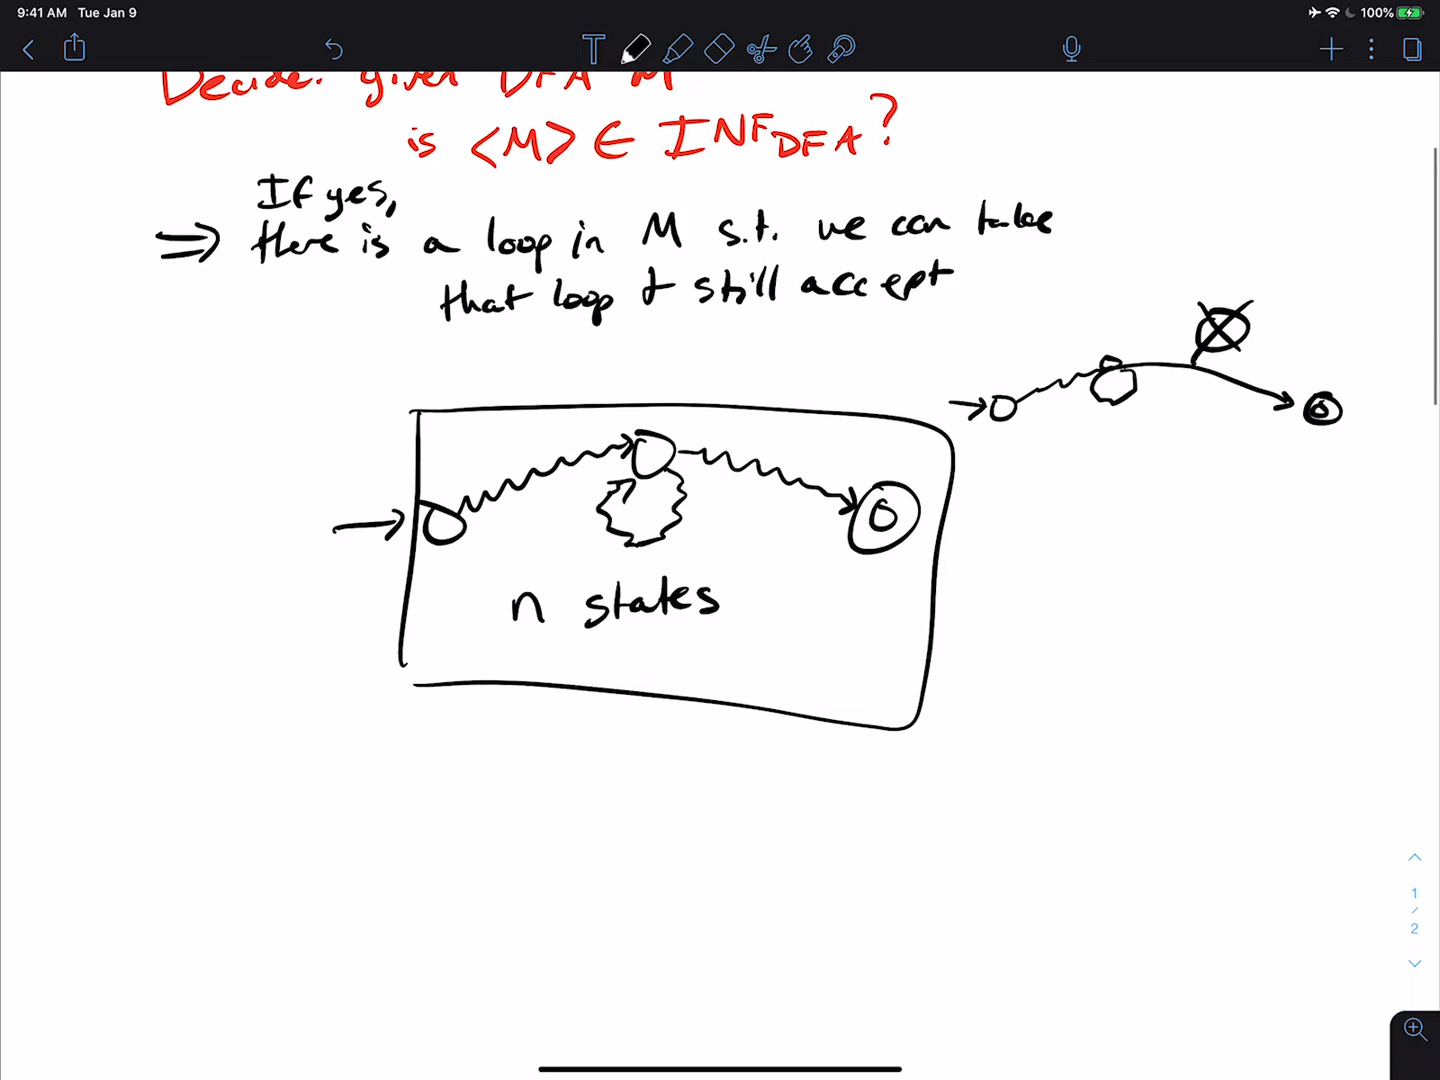 9:41 AM Tue Jan 9
100%
Decide: given DFA M
is <M> ∈ INF_DFA?
If yes,
⇒ there is a loop in M s.t. we can take
that loop & still accept
n states
1
/
2